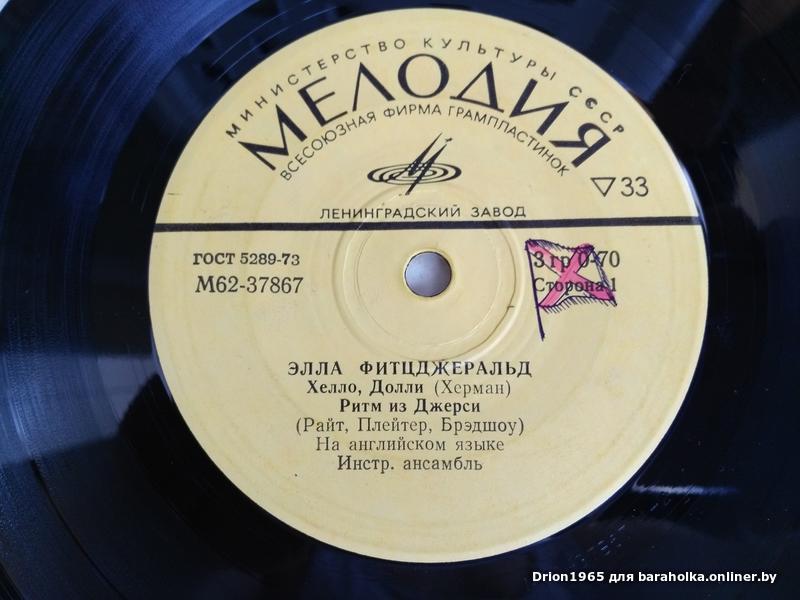 МИНИСТЕРСТВО КУЛЬТУРЫ СССР
МЕЛОДИЯ
ВСЕСОЮЗНАЯ ФИРМА ГРАМПЛАСТИНОК
33
ЛЕНИНГРАДСКИЙ ЗАВОД
ГОСТ 5289-73
3 гр 0-70
М62-37867
Сторона 1
ЭЛЛА ФИТЦДЖЕРАЛЬД
Хелло, Долли (Херман)
Ритм из Джерси
(Райт, Плейтер, Брэдшоу)
На английском языке
Инстр. ансамбль
Drion1965 для baraholka.onliner.by